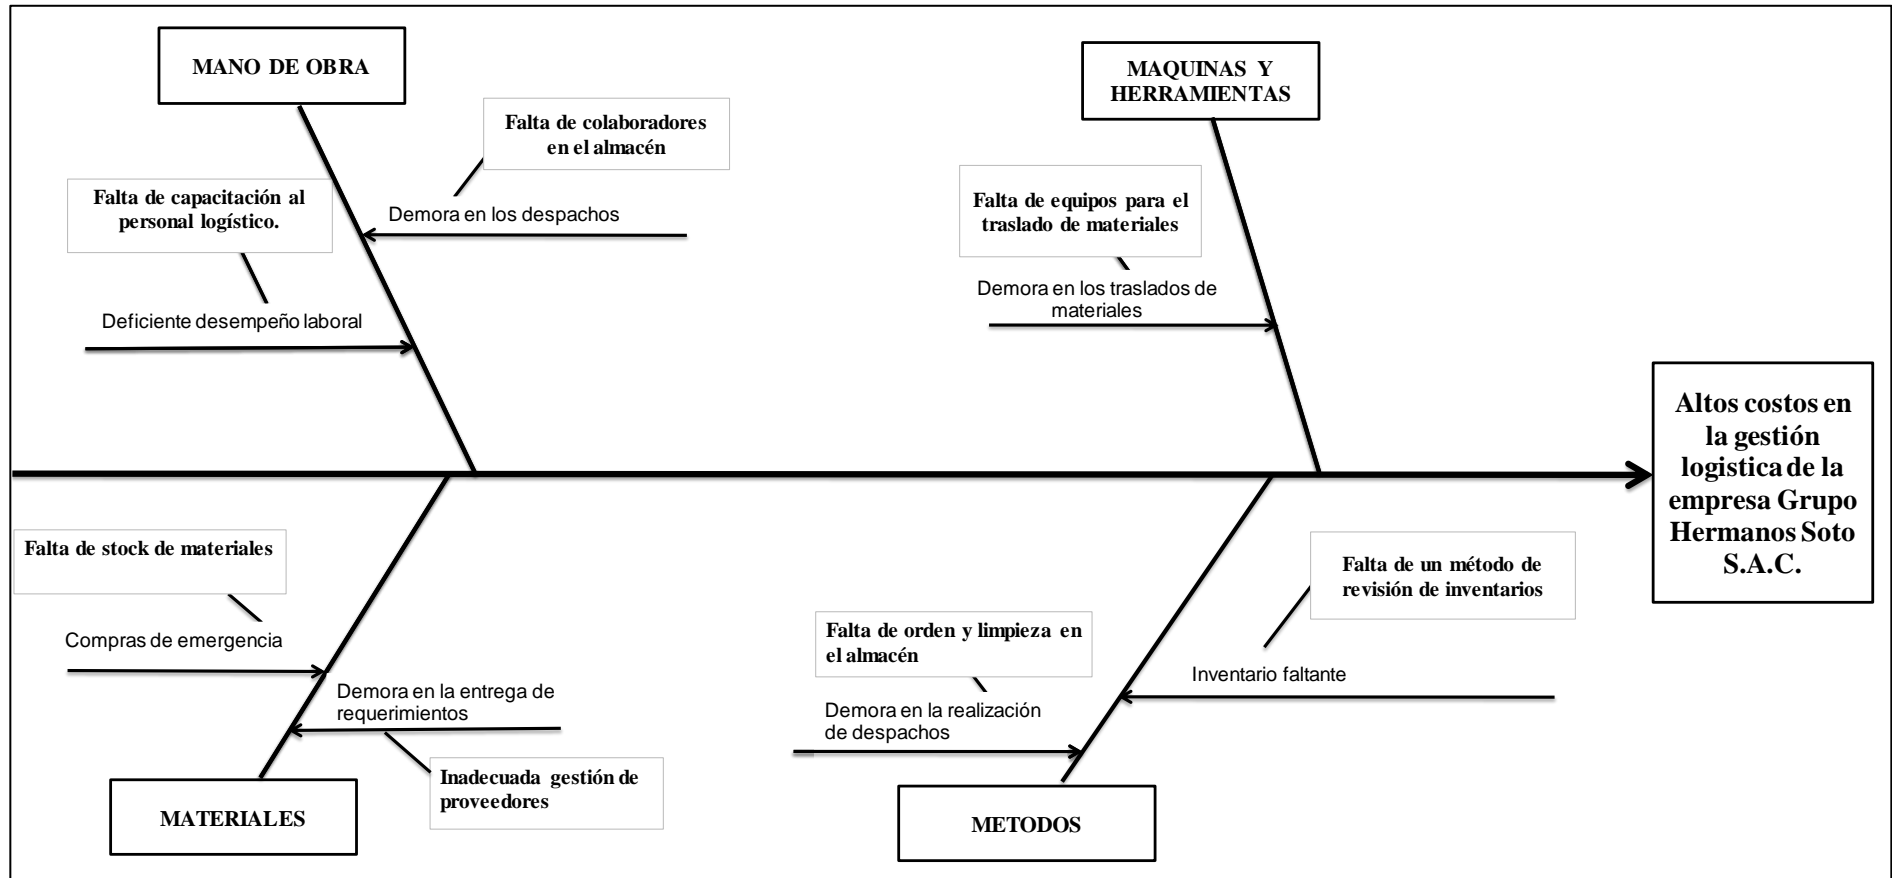 MANO DE OBRA
MAQUINAS Y
HERRAMIENTAS
Falta de colaboradores
en el almacén
Falta de capacitación al
personal logístico.
Demora en los despachos
Falta de equipos para el
traslado de materiales
Deficiente desempeño laboral
Demora en los traslados de
materiales
Altos costos en
la gestión
logistica de la
empresa Grupo
Hermanos Soto
S.A.C.
Falta de stock de materiales
Compras de emergencia
Demora en la entrega de
requerimientos
Inadecuada gestión de
proveedores
MATERIALES
Falta de un método de
revisión de inventarios
Falta de orden y limpieza en
el almacén
Inventario faltante
Demora en la realización
de despachos
METODOS